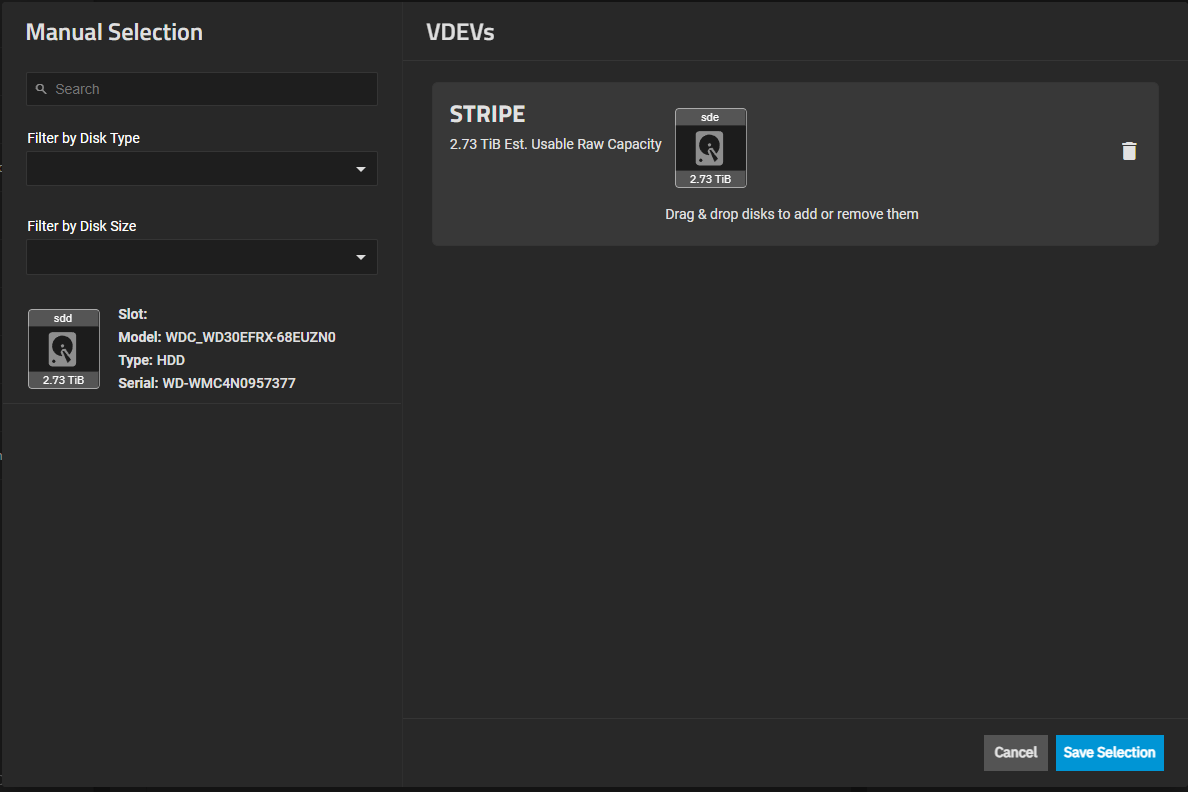 Manual Selection
Search
Filter by Disk Type
Filter by Disk Size
sdd
2.73 TiB
Slot:
Model: WDC_WD30EFRX-68EUZN0
Type: HDD
Serial: WD-WMC4N0957377
VDEVs
STRIPE
2.73 TiB Est. Usable Raw Capacity
sde
2.73 TiB
Drag & drop disks to add or remove them
Cancel
Save Selection